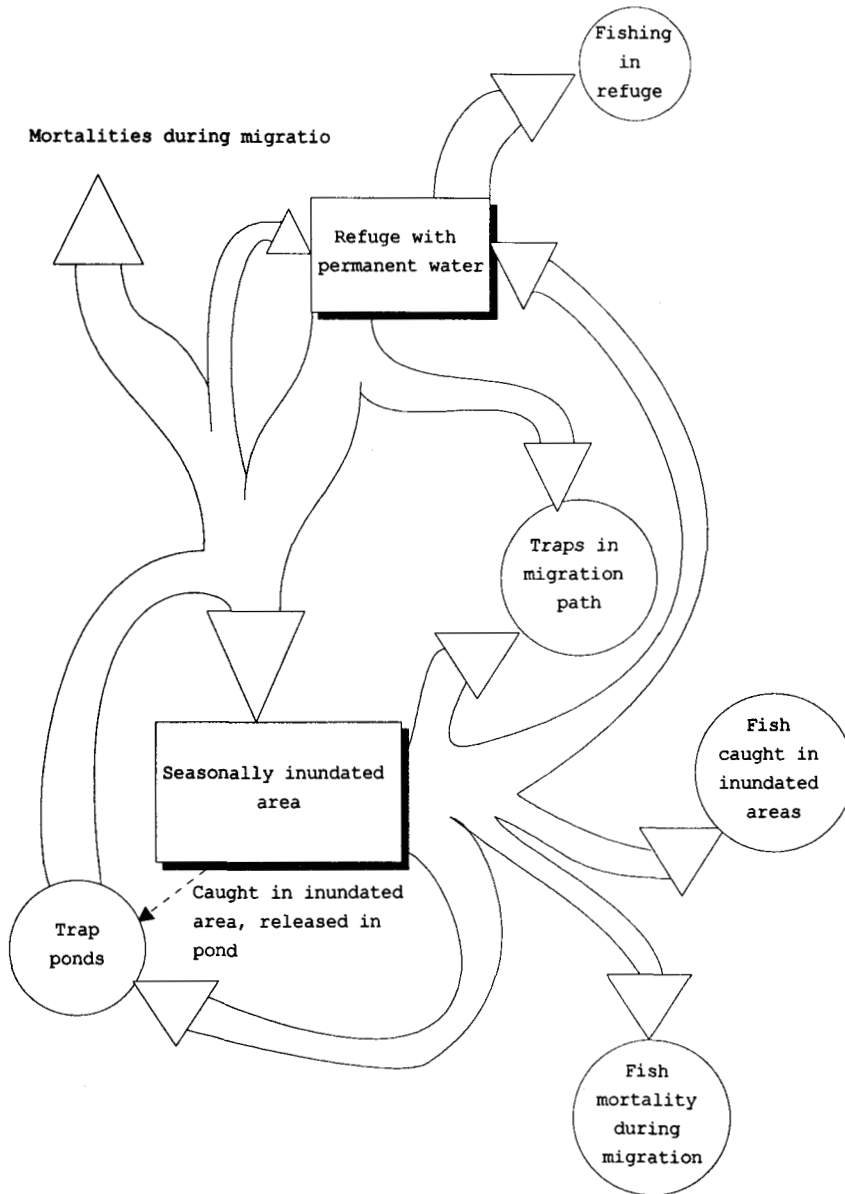 Fishing
in
refuge
Mortalities during migratio
Refuge with
permanent water
Traps in
migration
path
Fish
caught in
inundated
areas
Seasonally inundated
area
Caught in inundated
area, released in
pond
Trap
ponds
Fish
mortality
during
migration